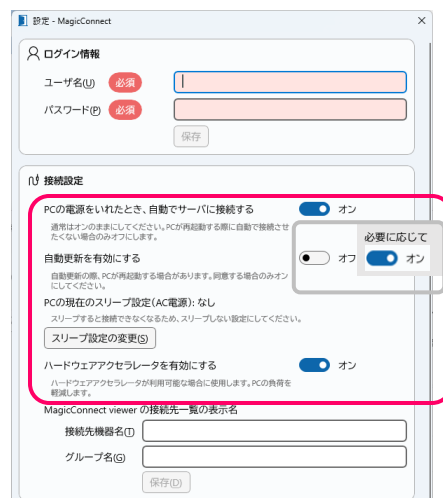 設定 - MagicConnect
ログイン情報
ユーザ名(U) 必須
パスワード(P) 必須
保存
接続設定
PCの電源をいれたとき、自動でサーバに接続する オン
通常はオンのままにしてください。PCが再起動する際に自動で接続させ
たくない場合のみオフにします。
必要に応じて
自動更新を有効にする オフ オン
自動更新の際、PCが再起動する場合があります。同意する場合のみオン
にしてください。
PCの現在のスリープ設定(AC電源): なし
スリープすると接続できなくなるため、スリープしない設定にしてください。
スリープ設定の変更(S)
ハードウェアアクセラレータを有効にする オン
ハードウェアアクセラレータが利用可能な場合に使用します。PCの負荷を
軽減します。
MagicConnect viewer の接続先一覧の表示名
接続先機器名(T)
グループ名(G)
保存(D)